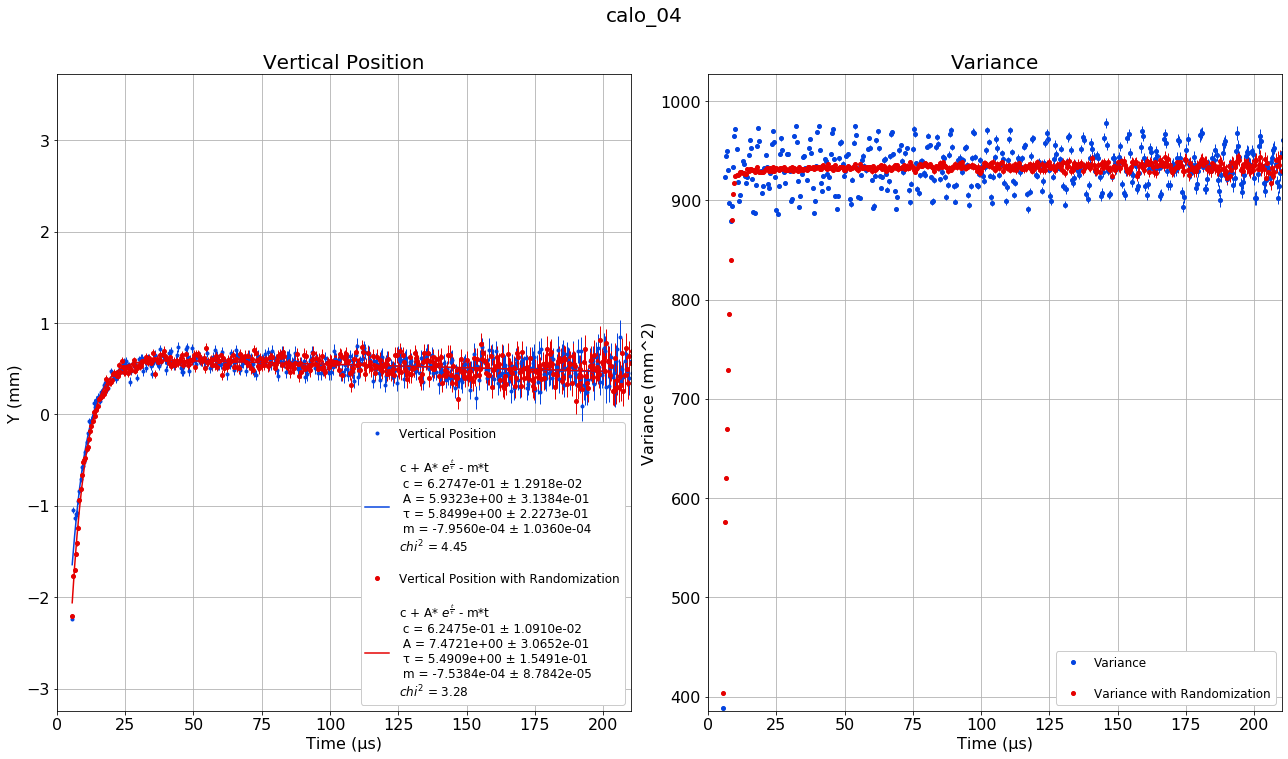 calo_04
Vertical Position
3
2
1
0
−1
−2
−3
Y (mm)
0 25 50 75 100 125 150 175 200
Time (μs)
Vertical Position
c + A* e^{t/τ} - m*t
c = 6.2747e-01 ± 1.2918e-02
A = 5.9323e+00 ± 3.1384e-01
τ = 5.8499e+00 ± 2.2273e-01
m = -7.9560e-04 ± 1.0360e-04
chi² = 4.45
Vertical Position with Randomization
c + A* e^{t/τ} - m*t
c = 6.2475e-01 ± 1.0910e-02
A = 7.4721e+00 ± 3.0652e-01
τ = 5.4909e+00 ± 1.5491e-01
m = -7.5384e-04 ± 8.7842e-05
chi² = 3.28
Variance
1000
900
800
700
600
500
400
Variance (mm^2)
0 25 50 75 100 125 150 175 200
Time (μs)
Variance
Variance with Randomization